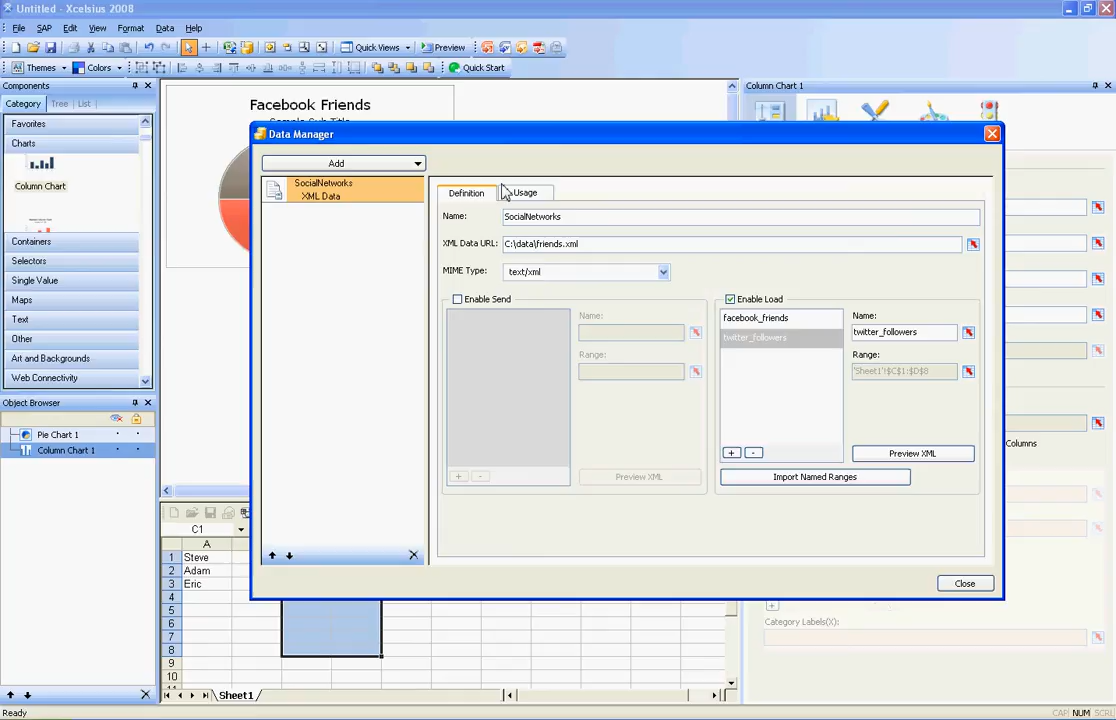 Untitled - Xcelsius 2008
File SAP Edit View Format Data Help
Quick Views Preview
Themes Colors Quick Start
Components
Category Tree List
Favorites
Charts
Column Chart
Containers
Selectors
Single Value
Maps
Text
Other
Art and Backgrounds
Web Connectivity
Object Browser
Pie Chart 1
Column Chart 1
Facebook Friends
Column Chart 1
Data Manager
Add
SocialNetworks
XML Data
Definition Usage
Name: SocialNetworks
XML Data URL: C:\data\friends.xml
MIME Type: text/xml
Enable Send
Name:
Range:
+ -
Preview XML
Enable Load
facebook_friends
twitter_followers
Name:
twitter_followers
Range:
'Sheet1'!$C$1:$D$8
+ -
Preview XML
Import Named Ranges
Close
C1
A
1 Steve
2 Adam
3 Eric
4
5
6
7
8
9
10
Sheet1
Columns
Category Labels(X):
Ready
CAP NUM SCRL